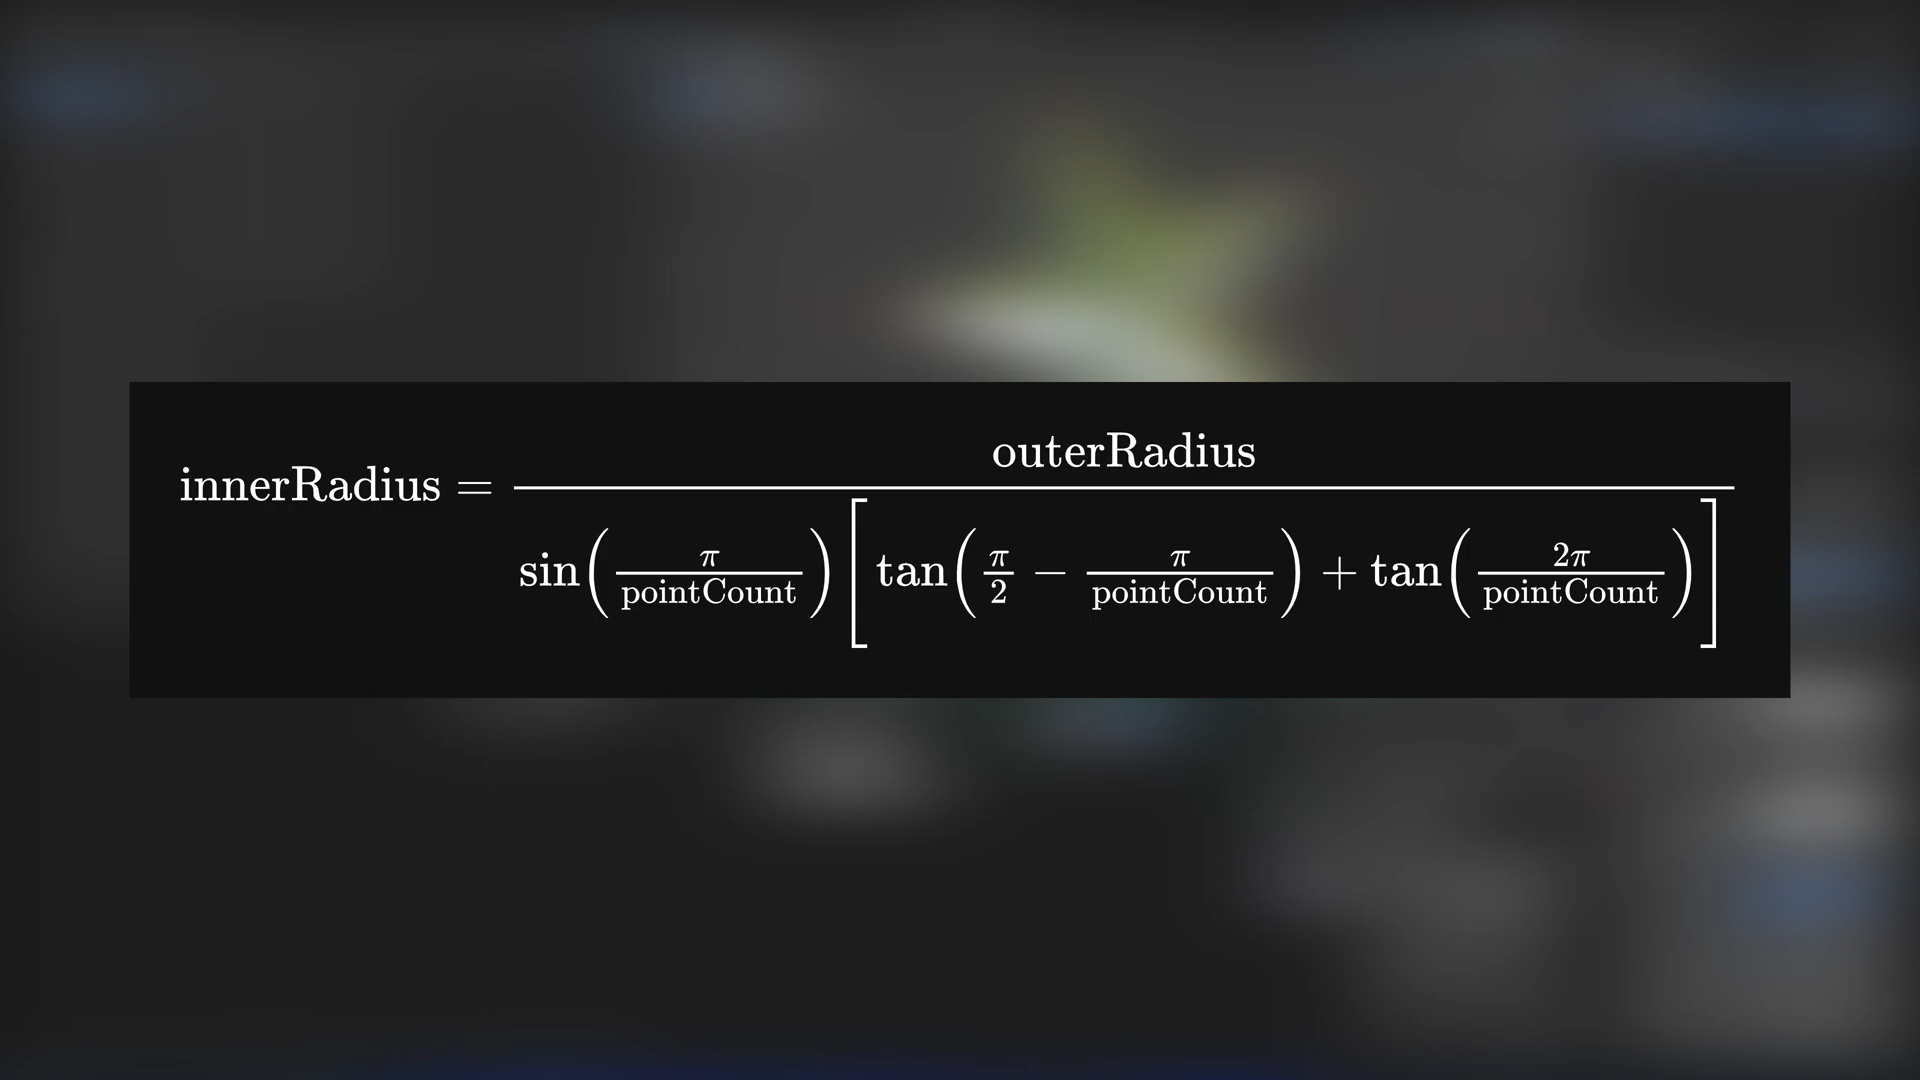 innerRadius = outerRadius / sin(π/pointCount)[tan(π/2 − π/pointCount) + tan(2π/pointCount)]